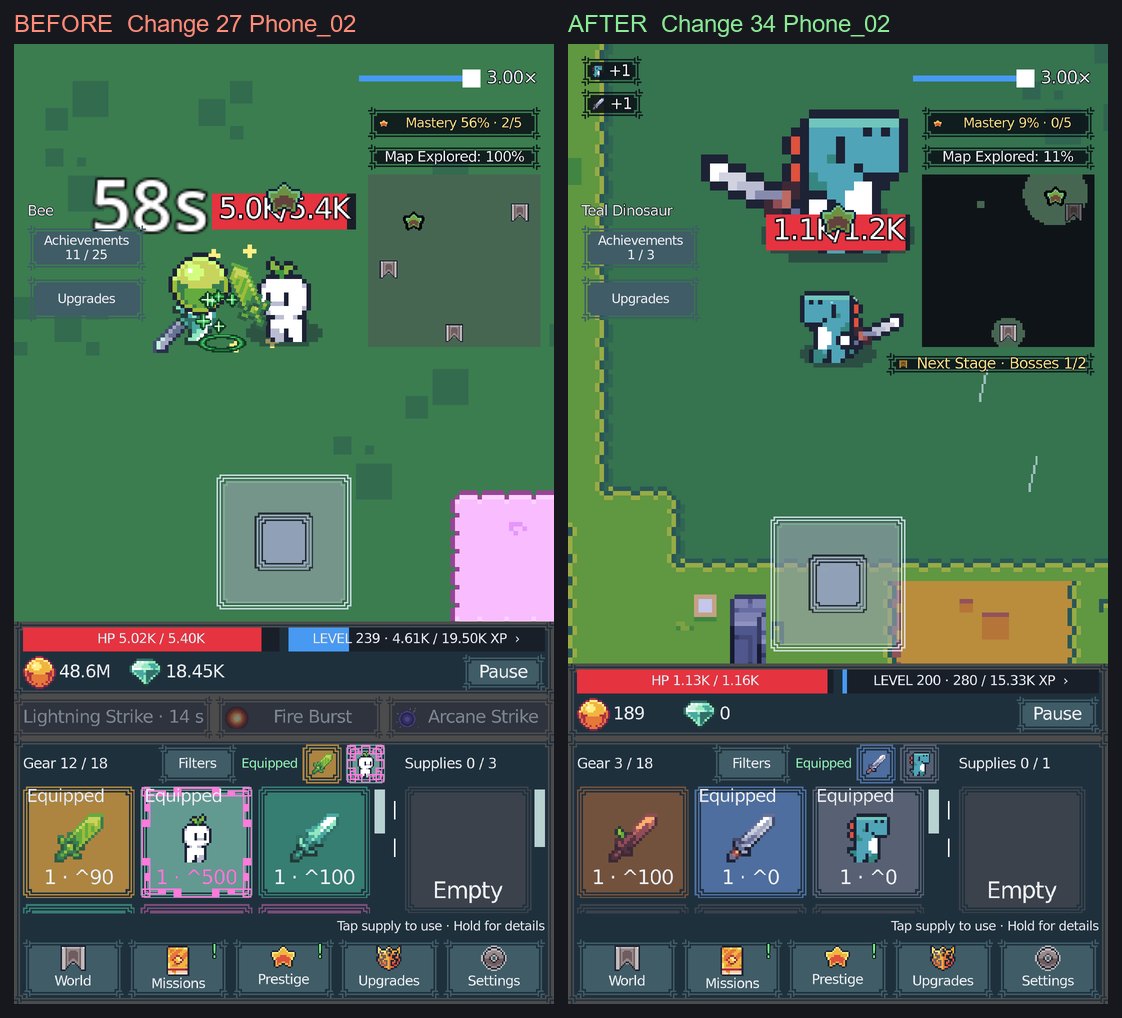 BEFORE Change 27 Phone_02
3.00×
Mastery 56% · 2/5
Map Explored: 100%
58s
Bee
Achievements
11 / 25
Upgrades
HP 5.02K / 5.40K
LEVEL 239 · 4.61K / 19.50K XP ›
48.6M
18.45K
Pause
Lightning Strike · 14 s
Fire Burst
Arcane Strike
Gear 12 / 18
Filters
Equipped
Supplies 0 / 3
Equipped
Equipped
1 · ^90
1 · ^500
1 · ^100
Empty
Tap supply to use · Hold for details
World
Missions
!
Prestige
!
Upgrades
Settings
AFTER Change 34 Phone_02
+1
+1
3.00×
Mastery 9% · 0/5
Map Explored: 11%
Teal Dinosaur
Achievements
1 / 3
Upgrades
Next Stage · Bosses 1/2
HP 1.13K / 1.16K
LEVEL 200 · 280 / 15.33K XP ›
189
0
Pause
Gear 3 / 18
Filters
Equipped
Supplies 0 / 1
Equipped
Equipped
1 · ^100
1 · ^0
1 · ^0
Empty
Tap supply to use · Hold for details
World
Missions
!
Prestige
!
Upgrades
Settings